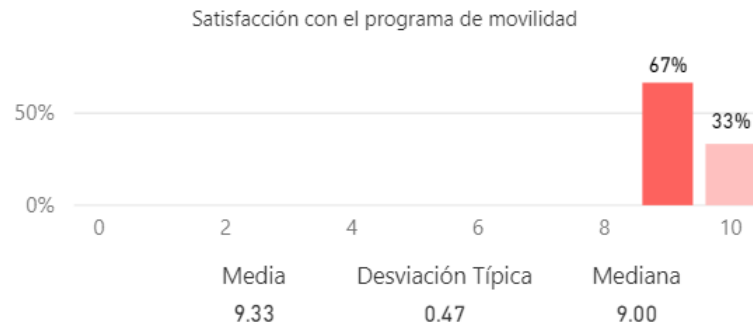 Satisfacción con el programa de movilidad
67%
50%
33%
0%
0 2 4 6 8 10
Media Desviación Típica Mediana
9.33 0.47 9.00